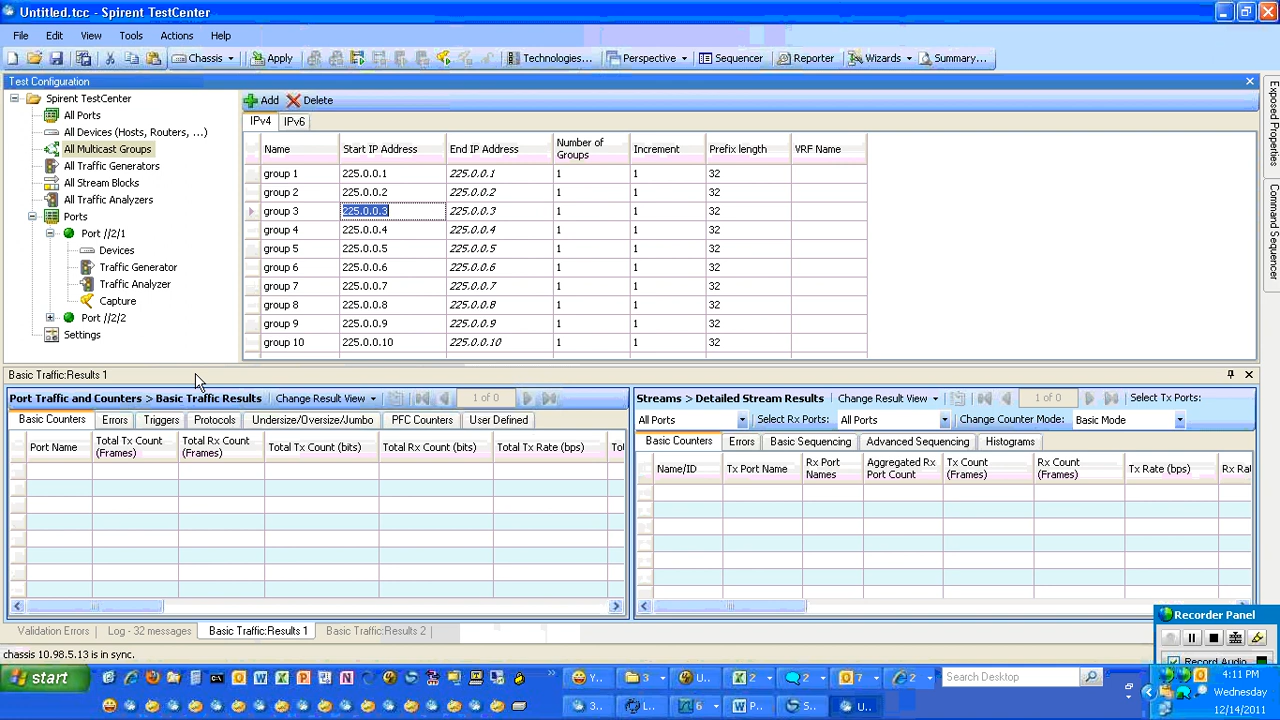 Untitled.tcc - Spirent TestCenter
File Edit View Tools Actions Help
Chassis Apply Technologies... Perspective Sequencer Reporter Wizards Summary...
Test Configuration
Spirent TestCenter
All Ports
All Devices (Hosts, Routers, ...)
All Multicast Groups
All Traffic Generators
All Stream Blocks
All Traffic Analyzers
Ports
Port //2/1
Devices
Traffic Generator
Traffic Analyzer
Capture
Port //2/2
Settings
Add Delete
IPv4 IPv6
Name Start IP Address End IP Address Number of Groups Increment Prefix length VRF Name
group 1 225.0.0.1 225.0.0.1 1 1 32
group 2 225.0.0.2 225.0.0.2 1 1 32
group 3 225.0.0.3 225.0.0.3 1 1 32
group 4 225.0.0.4 225.0.0.4 1 1 32
group 5 225.0.0.5 225.0.0.5 1 1 32
group 6 225.0.0.6 225.0.0.6 1 1 32
group 7 225.0.0.7 225.0.0.7 1 1 32
group 8 225.0.0.8 225.0.0.8 1 1 32
group 9 225.0.0.9 225.0.0.9 1 1 32
group 10 225.0.0.10 225.0.0.10 1 1 32
Exposed Properties
Command Sequencer
Basic Traffic:Results 1
Port Traffic and Counters > Basic Traffic Results Change Result View 1 of 0
Basic Counters Errors Triggers Protocols Undersize/Oversize/Jumbo PFC Counters User Defined
Port Name Total Tx Count (Frames) Total Rx Count (Frames) Total Tx Count (bits) Total Rx Count (bits) Total Tx Rate (bps) Tot
Streams > Detailed Stream Results Change Result View 1 of 0 Select Tx Ports:
All Ports Select Rx Ports: All Ports Change Counter Mode: Basic Mode
Basic Counters Errors Basic Sequencing Advanced Sequencing Histograms
Name/ID Tx Port Name Rx Port Names Aggregated Rx Port Count Tx Count (Frames) Rx Count (Frames) Tx Rate (bps) Rx Ra
Validation Errors Log - 32 messages Basic Traffic:Results 1 Basic Traffic:Results 2
chassis 10.98.5.13 is in sync.
Recorder Panel
Record Audio
start Y... 3 U... 2 2 7 2 Search Desktop
3... L... 6 P... S... U...
4:11 PM
Wednesday
12/14/2011